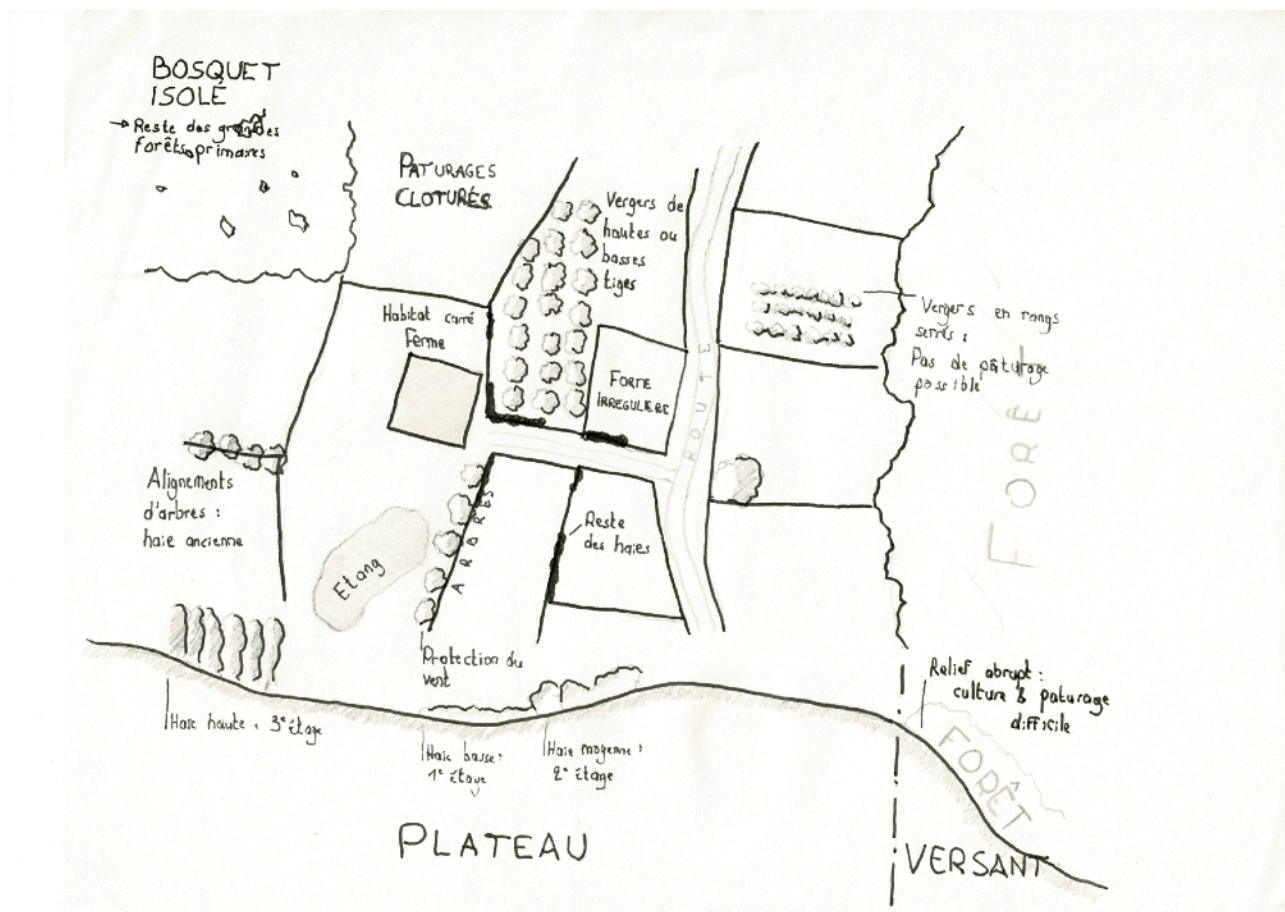 BOSQUET
ISOLÉ
→ Reste des grandes
forêts primaires
PATURAGES
CLOTURÉS
Vergers de
hautes ou
basses
tiges
Habitat carré
Ferme
FORME
IRREGULIERE
ROUTE
Vergers en rangs
serrés :
Pas de pâturage
possible
FORÊT
Alignements
d'arbres :
haie ancienne
Etang
ARBRES
Reste
des haies
Protection du
vent
Haie haute : 3e étage
Haie basse :
1e étage
Haie moyenne :
2e étage
Relief abrupt :
culture & paturage
difficile
FORÊT
PLATEAU
VERSANT